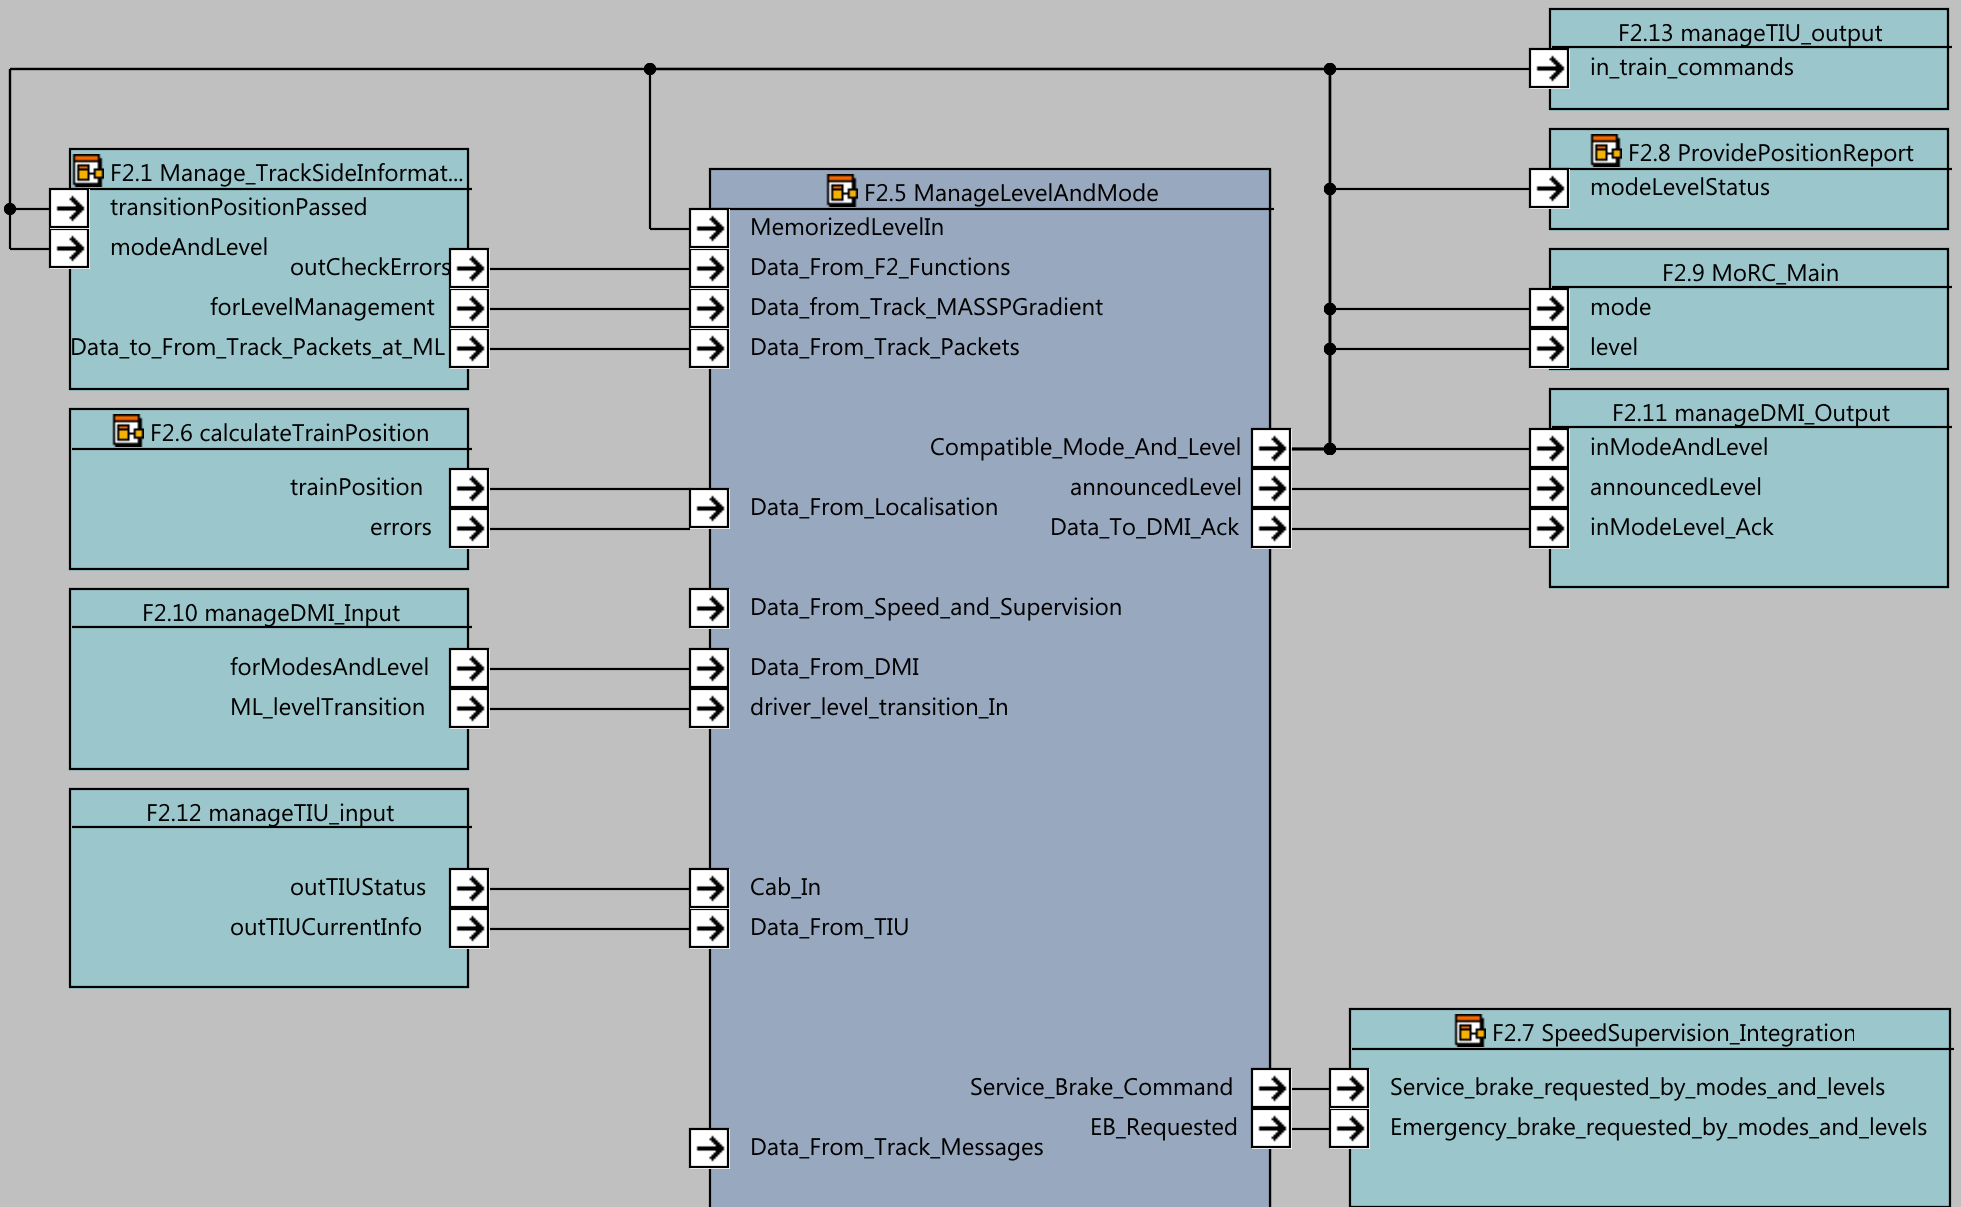 F2.13 manageTIU_output
in_train_commands
F2.1 Manage_TrackSideInformat...
transitionPositionPassed
modeAndLevel
outCheckErrors
forLevelManagement
Data_to_From_Track_Packets_at_ML
F2.6 calculateTrainPosition
trainPosition
errors
F2.10 manageDMI_Input
forModesAndLevel
ML_levelTransition
F2.12 manageTIU_input
outTIUStatus
outTIUCurrentInfo
F2.5 ManageLevelAndMode
MemorizedLevelIn
Data_From_F2_Functions
Data_from_Track_MASSPGradient
Data_From_Track_Packets
Compatible_Mode_And_Level
announcedLevel
Data_From_Localisation
Data_To_DMI_Ack
Data_From_Speed_and_Supervision
Data_From_DMI
driver_level_transition_In
Cab_In
Data_From_TIU
Service_Brake_Command
EB_Requested
Data_From_Track_Messages
F2.8 ProvidePositionReport
modeLevelStatus
F2.9 MoRC_Main
mode
level
F2.11 manageDMI_Output
inModeAndLevel
announcedLevel
inModeLevel_Ack
F2.7 SpeedSupervision_Integration
Service_brake_requested_by_modes_and_levels
Emergency_brake_requested_by_modes_and_levels